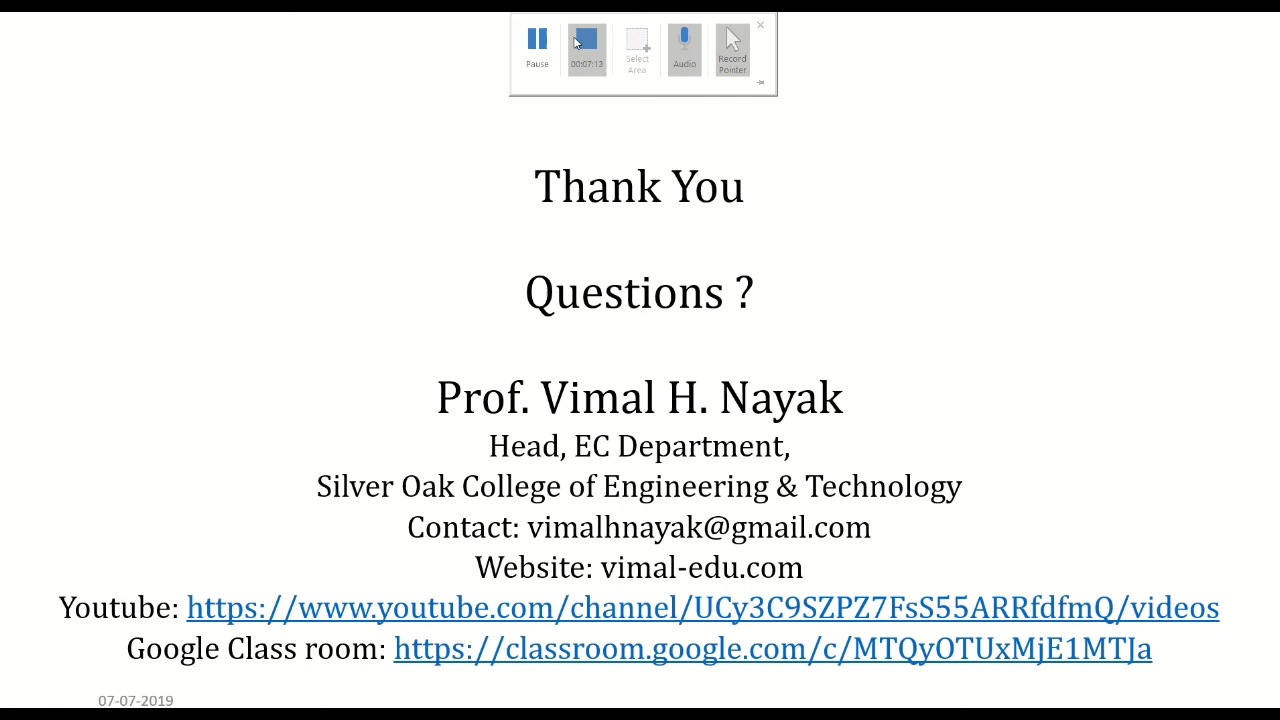 Pause
00:07:13
Select
Area
Audio
Record
Pointer
Thank You
Questions ?
Prof. Vimal H. Nayak
Head, EC Department,
Silver Oak College of Engineering & Technology
Contact: vimalhnayak@gmail.com
Website: vimal-edu.com
Youtube: https://www.youtube.com/channel/UCy3C9SZPZ7FsS55ARRfdfmQ/videos
Google Class room: https://classroom.google.com/c/MTQyOTUxMjE1MTJa
07-07-2019